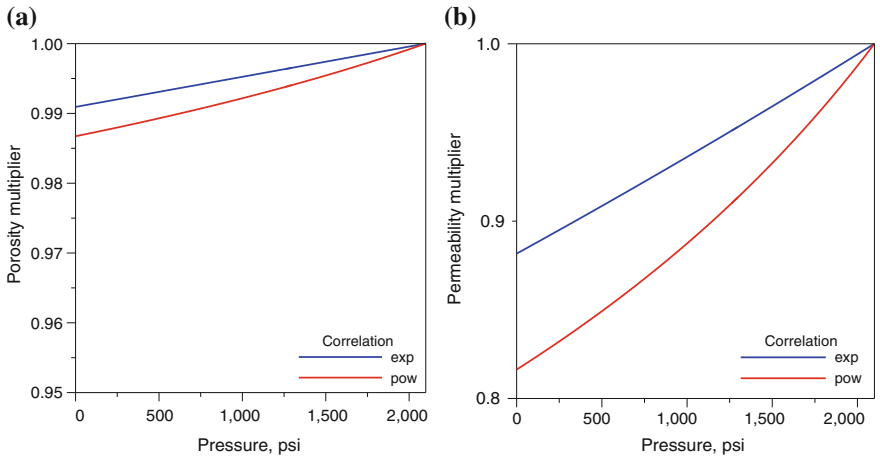 (a)
Porosity multiplier
1.00
0.99
0.98
0.97
0.96
0.95
0
500
1,000
1,500
2,000
Pressure, psi
Correlation
exp
pow
(b)
Permeability multiplier
1.0
0.9
0.8
0
500
1,000
1,500
2,000
Pressure, psi
Correlation
exp
pow